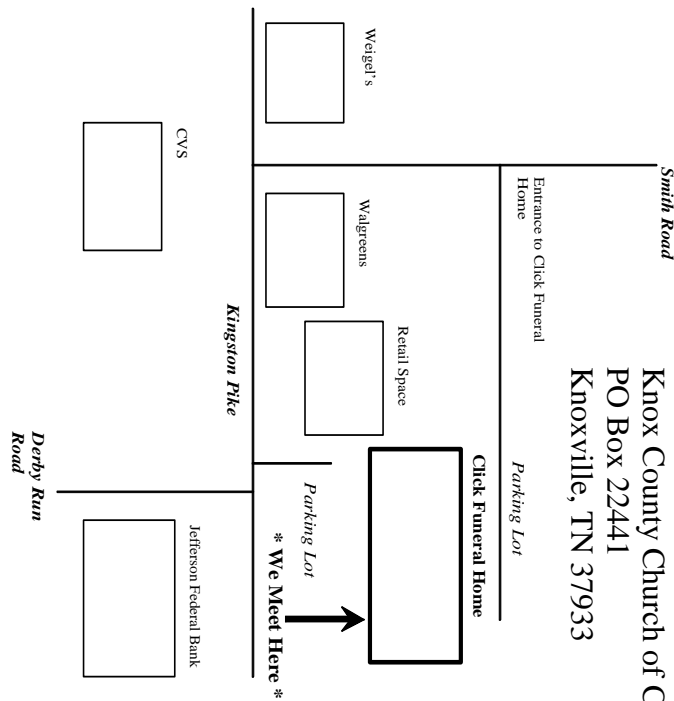 Knox County Church of C
PO Box 22441
Knoxville, TN 37933
Smith Road
Entrance to Click Funeral
Home
Parking Lot
Click Funeral Home
Weigel's
Walgreens
Retail Space
Parking Lot
* We Meet Here *
Kingston Pike
CVS
Jefferson Federal Bank
Derby Run
Road